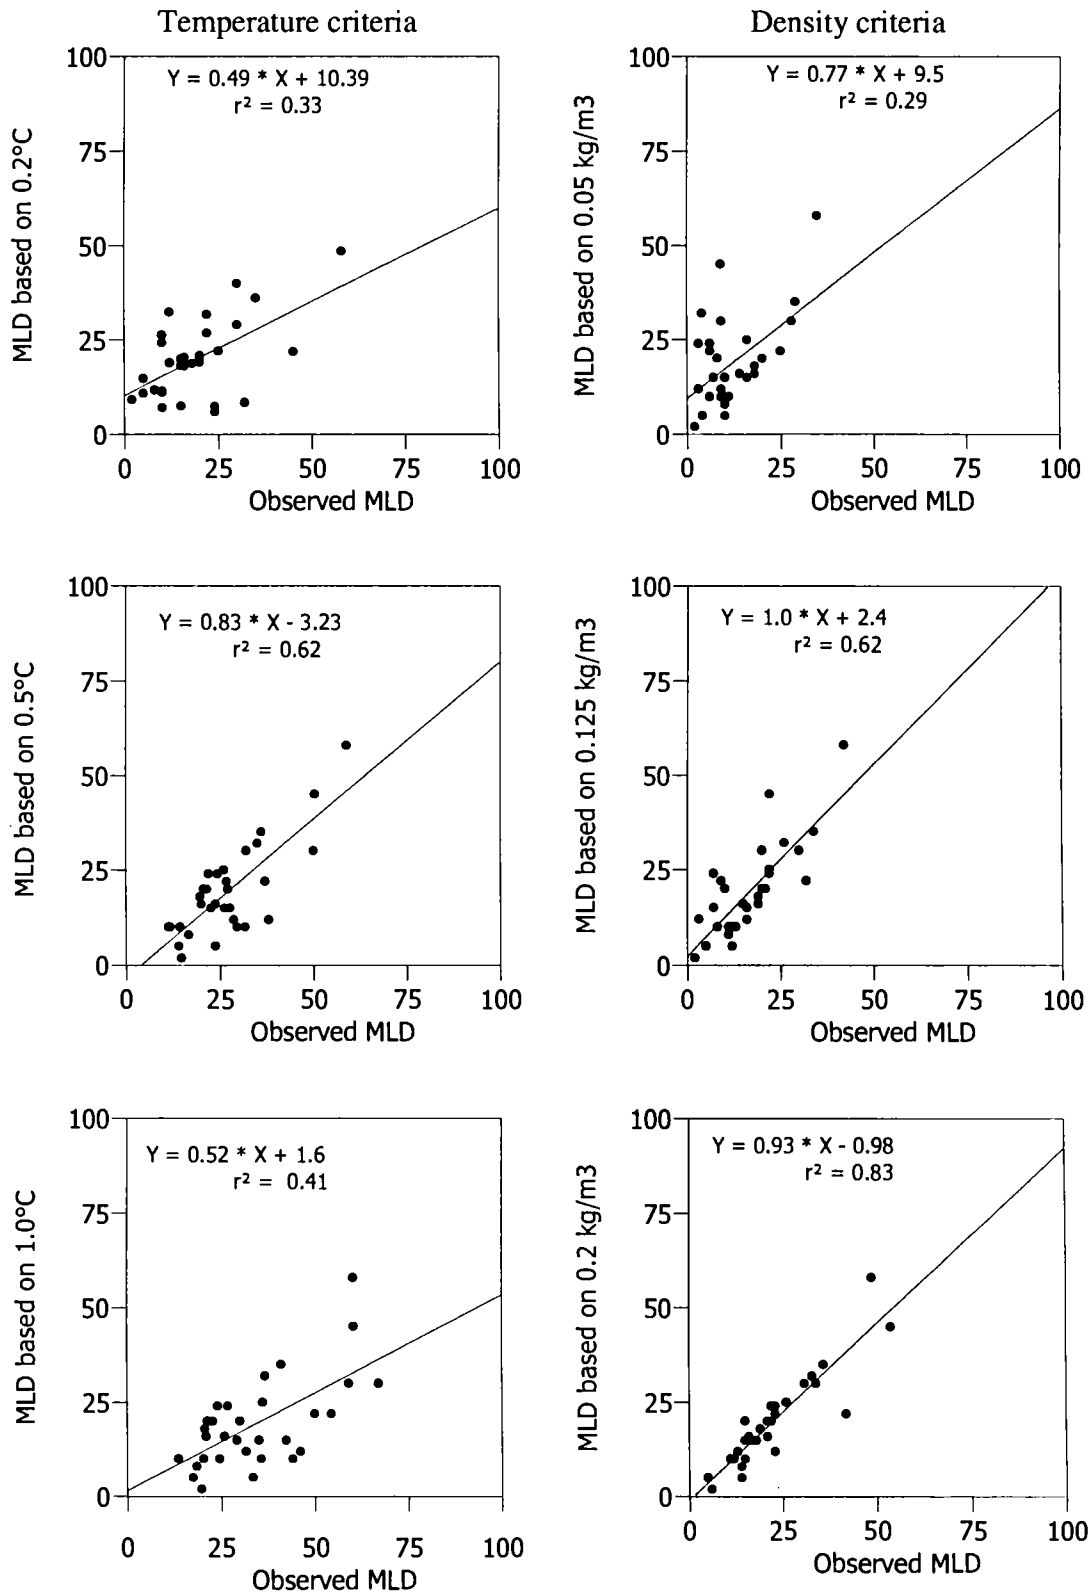 Temperature criteria
Density criteria
Y = 0.49 * X + 10.39
r² = 0.33
MLD based on 0.2°C
100
75
50
25
0
0 25 50 75 100
Observed MLD
Y = 0.77 * X + 9.5
r² = 0.29
MLD based on 0.05 kg/m3
100
75
50
25
0
0 25 50 75 100
Observed MLD
Y = 0.83 * X - 3.23
r² = 0.62
MLD based on 0.5°C
100
75
50
25
0
0 25 50 75 100
Observed MLD
Y = 1.0 * X + 2.4
r² = 0.62
MLD based on 0.125 kg/m3
100
75
50
25
0
0 25 50 75 100
Observed MLD
Y = 0.52 * X + 1.6
r² = 0.41
MLD based on 1.0°C
100
75
50
25
0
0 25 50 75 100
Observed MLD
Y = 0.93 * X - 0.98
r² = 0.83
MLD based on 0.2 kg/m3
100
75
50
25
0
0 25 50 75 100
Observed MLD